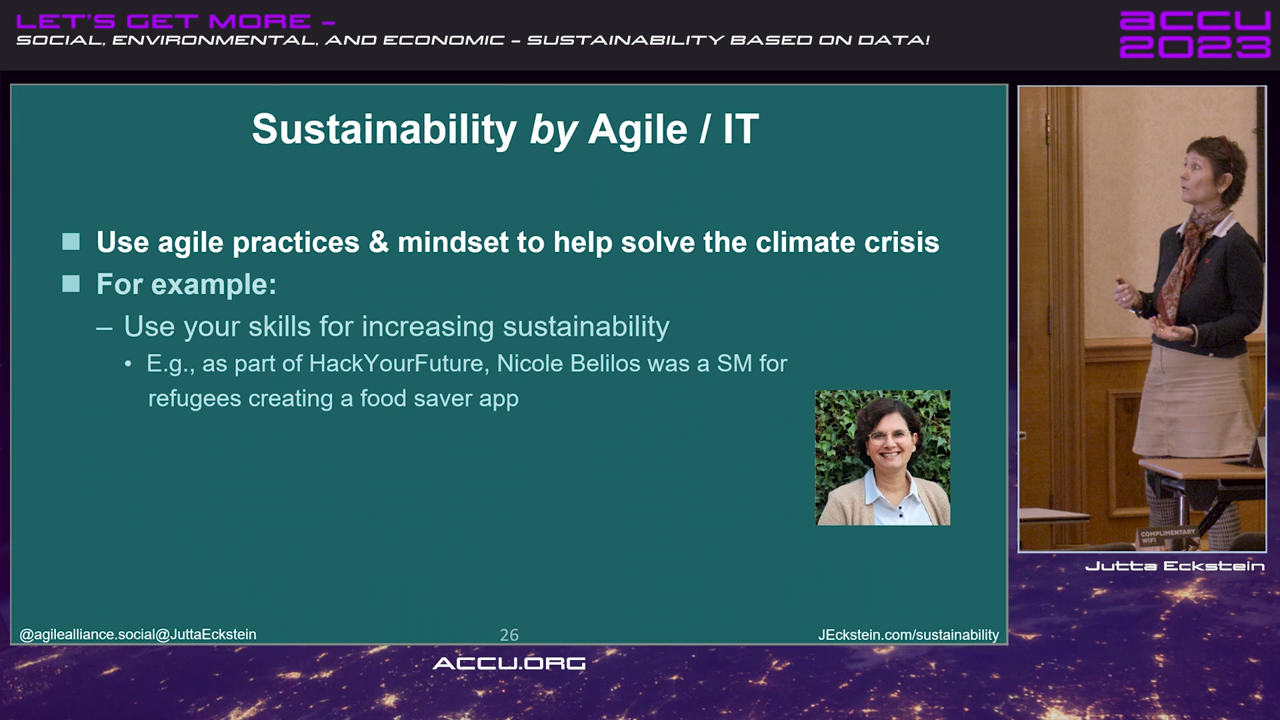 LET'S GET MORE –
SOCIAL, ENVIRONMENTAL, AND ECONOMIC – SUSTAINABILITY BASED ON DATA!
ACCU
2023
Sustainability by Agile / IT
Use agile practices & mindset to help solve the climate crisis
For example:
– Use your skills for increasing sustainability
• E.g., as part of HackYourFuture, Nicole Belilos was a SM for
refugees creating a food saver app
@agilealliance.social@JuttaEckstein
26
JEckstein.com/sustainability
COMPLIMENTARY
WIFI
Jutta Eckstein
ACCU.ORG